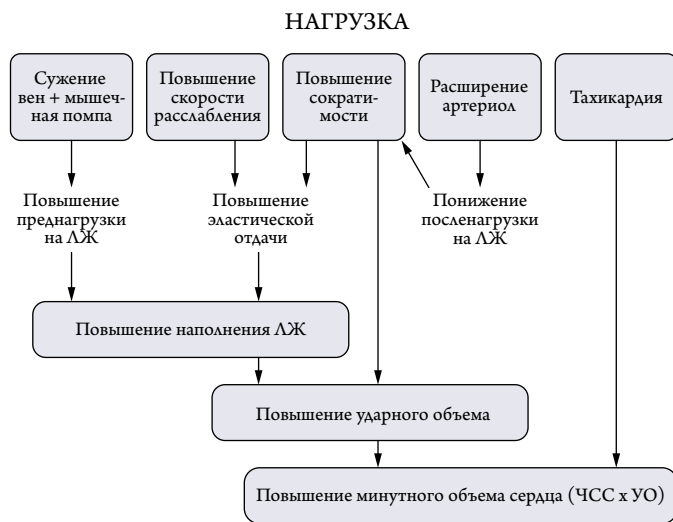 НАГРУЗКА
Сужение
вен + мышеч-
ная помпа
Повышение
скорости
расслабления
Повышение
сократи-
мости
Расширение
артериол
Тахикардия
Повышение
преднагрузки
на ЛЖ
Повышение
эластической
отдачи
Понижение
посленагрузки
на ЛЖ
Повышение наполнения ЛЖ
Повышение ударного объема
Повышение минутного объема сердца (ЧСС х УО)